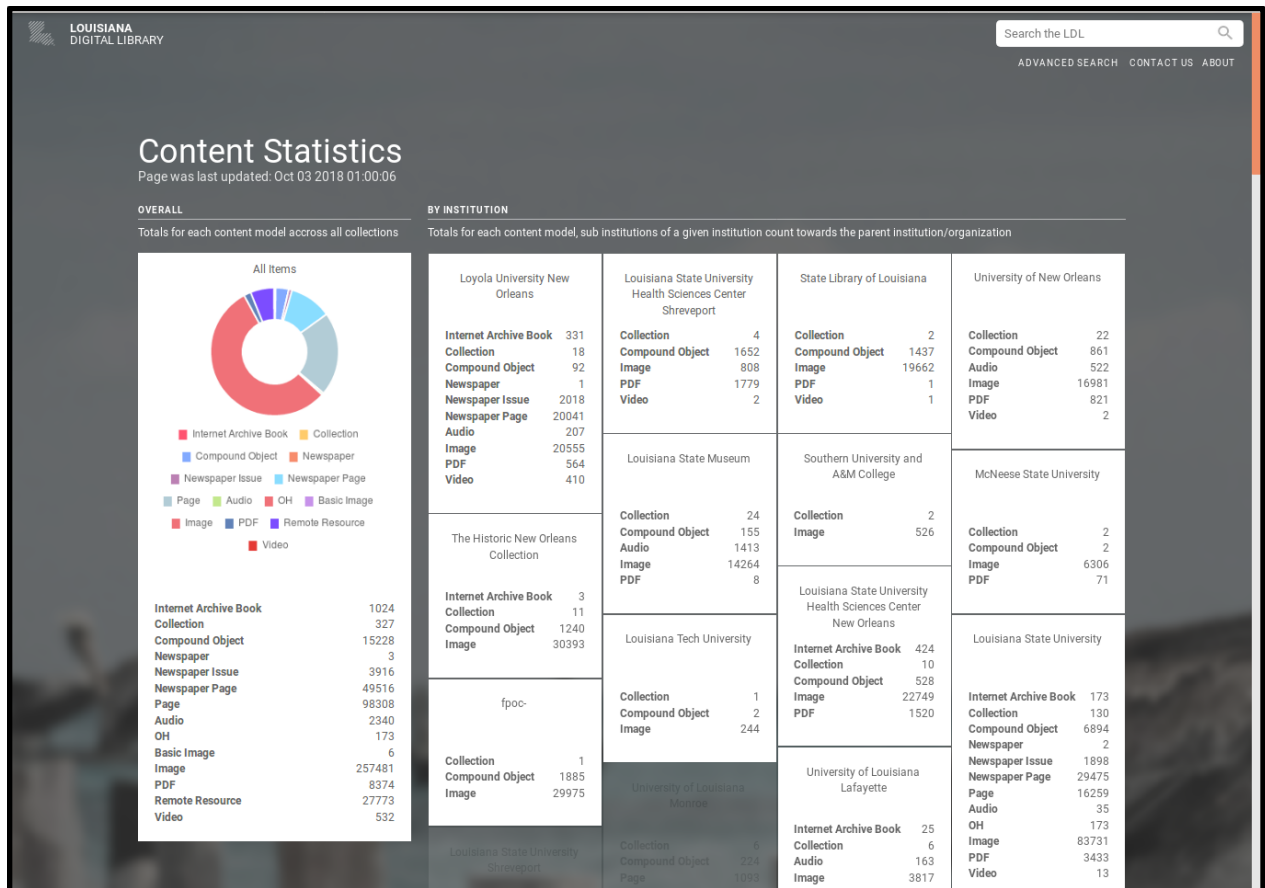 LOUISIANA
DIGITAL LIBRARY
Search the LDL
ADVANCED SEARCH CONTACT US ABOUT
Content Statistics
Page was last updated: Oct 03 2018 01:00:06
OVERALL
Totals for each content model accross all collections
All Items
Internet Archive Book Collection
Compound Object Newspaper
Newspaper Issue Newspaper Page
Page Audio OH Basic Image
Image PDF Remote Resource
Video
Internet Archive Book 1024
Collection 327
Compound Object 15228
Newspaper 3
Newspaper Issue 3916
Newspaper Page 49516
Page 98308
Audio 2340
OH 173
Basic Image 6
Image 257481
PDF 8374
Remote Resource 27773
Video 532
BY INSTITUTION
Totals for each content model, sub institutions of a given institution count towards the parent institution/organization
Loyola University New
Orleans
Internet Archive Book 331
Collection 18
Compound Object 92
Newspaper 1
Newspaper Issue 2018
Newspaper Page 20041
Audio 207
Image 20555
PDF 564
Video 410
The Historic New Orleans
Collection
Internet Archive Book 3
Collection 11
Compound Object 1240
Image 30393
fpoc-
Collection 1
Compound Object 1885
Image 29975
Louisiana State University
Shreveport
Louisiana State University
Health Sciences Center
Shreveport
Collection 4
Compound Object 1652
Image 808
PDF 1779
Video 2
Louisiana State Museum
Collection 24
Compound Object 155
Audio 1413
Image 14264
PDF 8
Louisiana Tech University
Collection 1
Compound Object 2
Image 244
University of Louisiana
Monroe
Collection 6
Compound Object 224
Page 1093
State Library of Louisiana
Collection 2
Compound Object 1437
Image 19662
PDF 1
Video 1
Southern University and
A&M College
Collection 2
Image 526
Louisiana State University
Health Sciences Center
New Orleans
Internet Archive Book 424
Collection 10
Compound Object 528
Image 22749
PDF 1520
University of Louisiana
Lafayette
Internet Archive Book 25
Collection 6
Audio 163
Image 3817
University of New Orleans
Collection 22
Compound Object 861
Audio 522
Image 16981
PDF 821
Video 2
McNeese State University
Collection 2
Compound Object 2
Image 6306
PDF 71
Louisiana State University
Internet Archive Book 173
Collection 130
Compound Object 6894
Newspaper 2
Newspaper Issue 1898
Newspaper Page 29475
Page 16259
Audio 35
OH 173
Image 83731
PDF 3433
Video 13